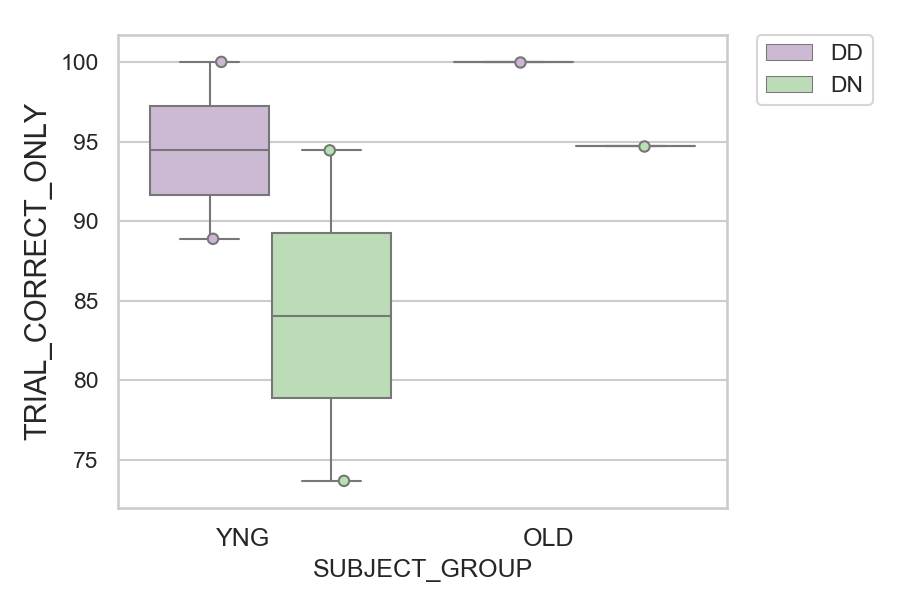 TRIAL_CORRECT_ONLY
100
95
90
85
80
75
YNG
OLD
SUBJECT_GROUP
DD
DN